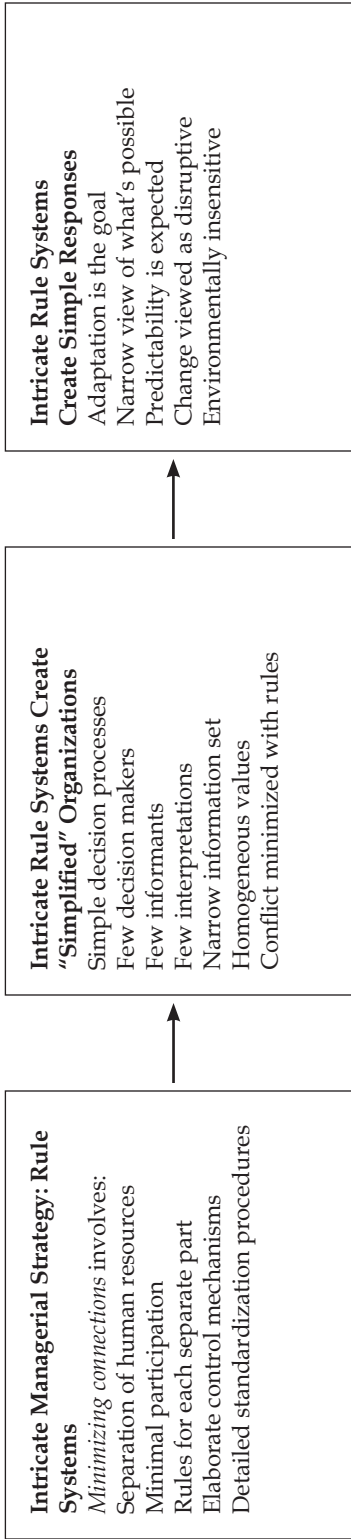 Intricate Managerial Strategy: Rule
Systems
Minimizing connections involves:
Separation of human resources
Minimal participation
Rules for each separate part
Elaborate control mechanisms
Detailed standardization procedures
Intricate Rule Systems Create
“Simplified” Organizations
Simple decision processes
Few decision makers
Few informants
Few interpretations
Narrow information set
Homogeneous values
Conflict minimized with rules
Intricate Rule Systems
Create Simple Responses
Adaptation is the goal
Narrow view of what’s possible
Predictability is expected
Change viewed as disruptive
Environmentally insensitive